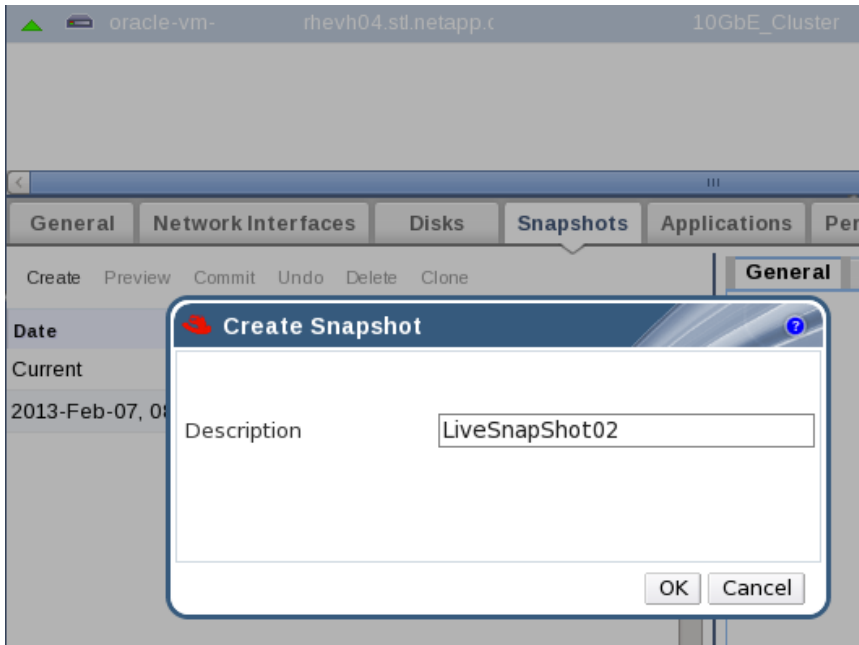 oracle-vm- rhevh04.stl.netapp.c 10GbE_Cluster
General Network Interfaces Disks Snapshots Applications Per
Create Preview Commit Undo Delete Clone
General
Create Snapshot ?
Date
Current
2013-Feb-07, 08
Description LiveSnapShot02
OK Cancel